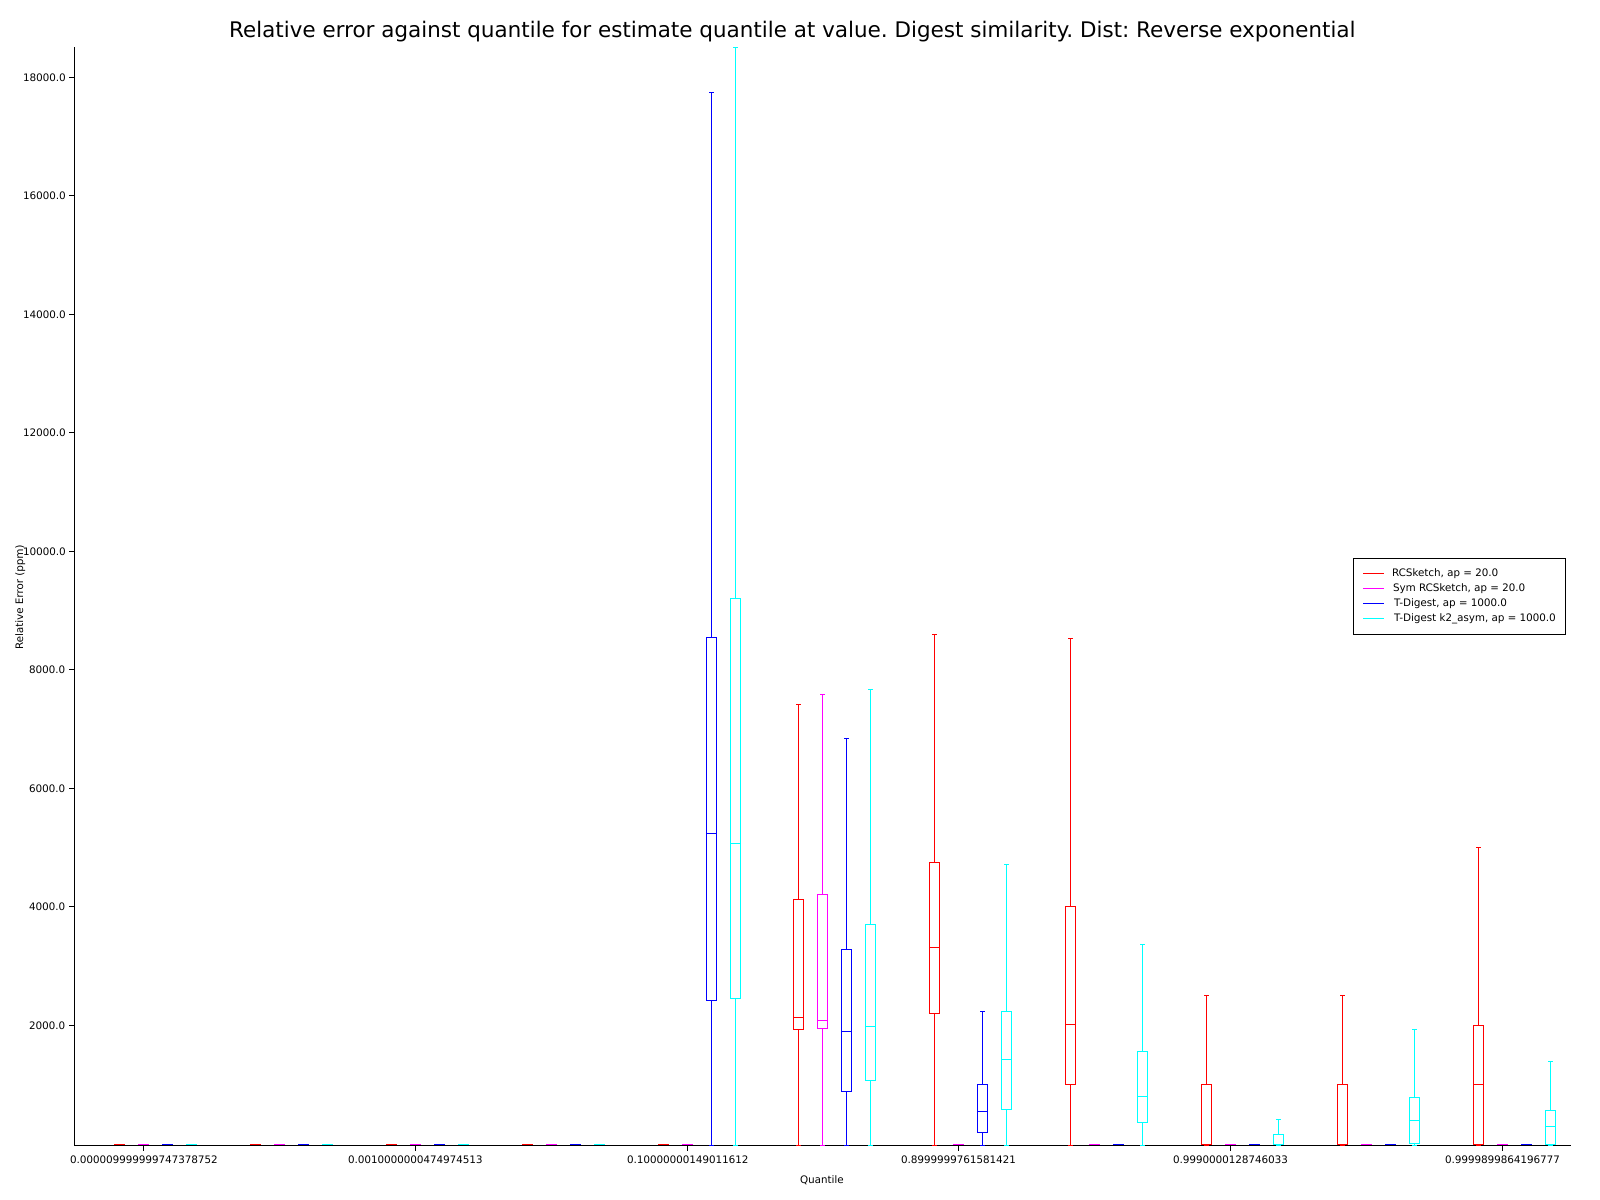 Relative error against quantile for estimate quantile at value. Digest similarity. Dist: Reverse exponential
18000.0
16000.0
14000.0
12000.0
10000.0
8000.0
6000.0
4000.0
2000.0
Relative Error (ppm)
RCSketch, ap = 20.0
Sym RCSketch, ap = 20.0
T-Digest, ap = 1000.0
T-Digest k2_asym, ap = 1000.0
0.000009999999747378752
0.0010000000474974513
0.10000000149011612
0.8999999761581421
0.9990000128746033
0.9999899864196777
Quantile